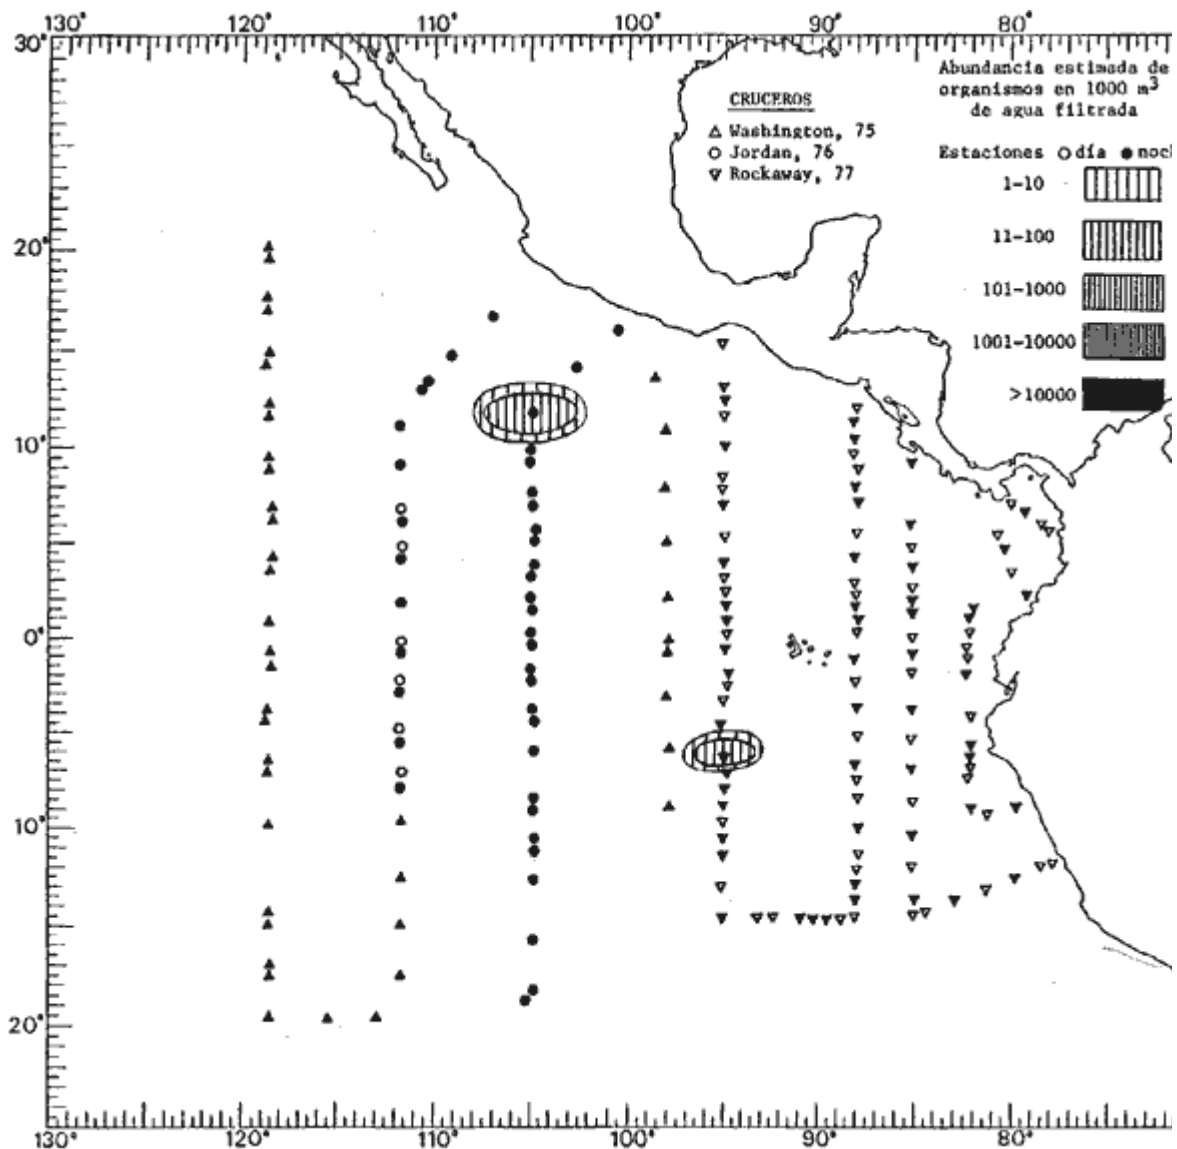 130° 120° 110° 100° 90° 80°
30°
20°
10°
0°
10°
20°
CRUCEROS
△ Washington, 75
○ Jordan, 76
▽ Rockaway, 77
Abundancia estimada de
organismos en 1000 m³
de agua filtrada
Estaciones ○ día ● noc
1-10
11-100
101-1000
1001-10000
>10000
130° 120° 110° 100° 90° 80°